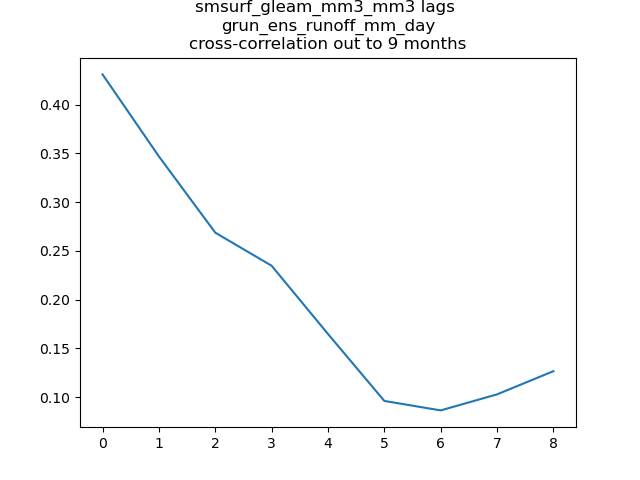 smsurf_gleam_mm3_mm3 lags
grun_ens_runoff_mm_day
cross-correlation out to 9 months
0.40
0.35
0.30
0.25
0.20
0.15
0.10
0 1 2 3 4 5 6 7 8